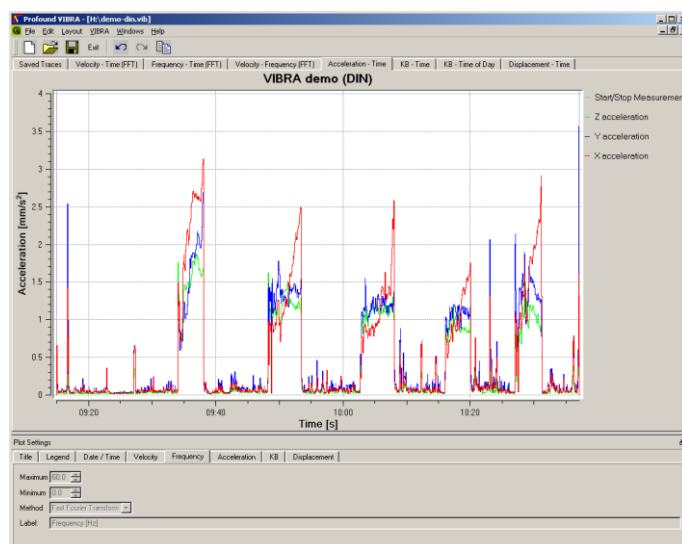 Profound VIBRA - [H:\demo-din.vib]
File Edit Layout VIBRA Windows Help
Exit
Saved Traces Velocity - Time (FFT) Frequency - Time (FFT) Velocity - Frequency (FFT) Acceleration - Time KB - Time KB - Time of Day Displacement - Time
VIBRA demo (DIN)
Start/Stop Measurement
Z acceleration
Y acceleration
X acceleration
Acceleration [mm/s²]
4
3.5
3
2.5
2
1.5
1
0.5
0
09:20 09:40 10:00 10:20
Time [s]
Plot Settings
Title Legend Date / Time Velocity Frequency Acceleration KB Displacement
Maximum 60.0
Minimum 0.0
Method Fast Fourier Transform
Label: Frequency [Hz]